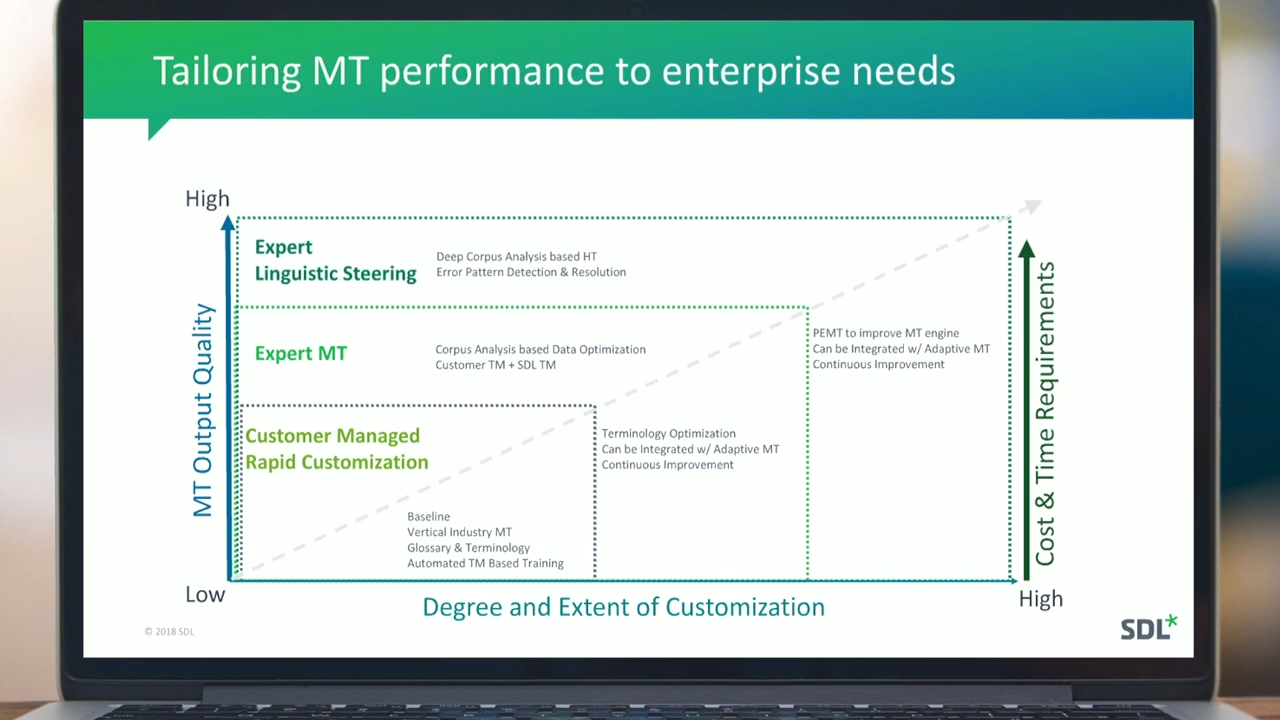 Tailoring MT performance to enterprise needs
High
Expert
Linguistic Steering
Deep Corpus Analysis based HT
Error Pattern Detection & Resolution
Expert MT
Corpus Analysis based Data Optimization
Customer TM + SDL TM
PEMT to improve MT engine
Can be Integrated w/ Adaptive MT
Continuous Improvement
Customer Managed
Rapid Customization
Terminology Optimization
Can be Integrated w/ Adaptive MT
Continuous Improvement
Baseline
Vertical Industry MT
Glossary & Terminology
Automated TM Based Training
MT Output Quality
Cost & Time Requirements
Low
Degree and Extent of Customization
High
© 2018 SDL
SDL*